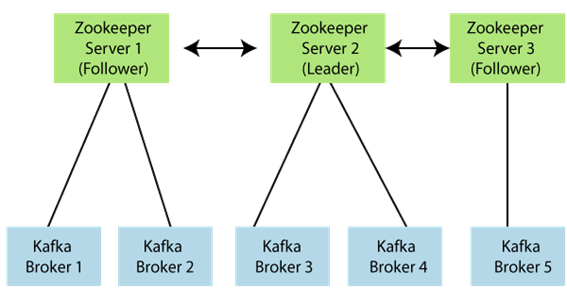 Zookeeper
Server 1
(Follower)
Zookeeper
Server 2
(Leader)
Zookeeper
Server 3
(Follower)
Kafka
Broker 1
Kafka
Broker 2
Kafka
Broker 3
Kafka
Broker 4
Kafka
Broker 5